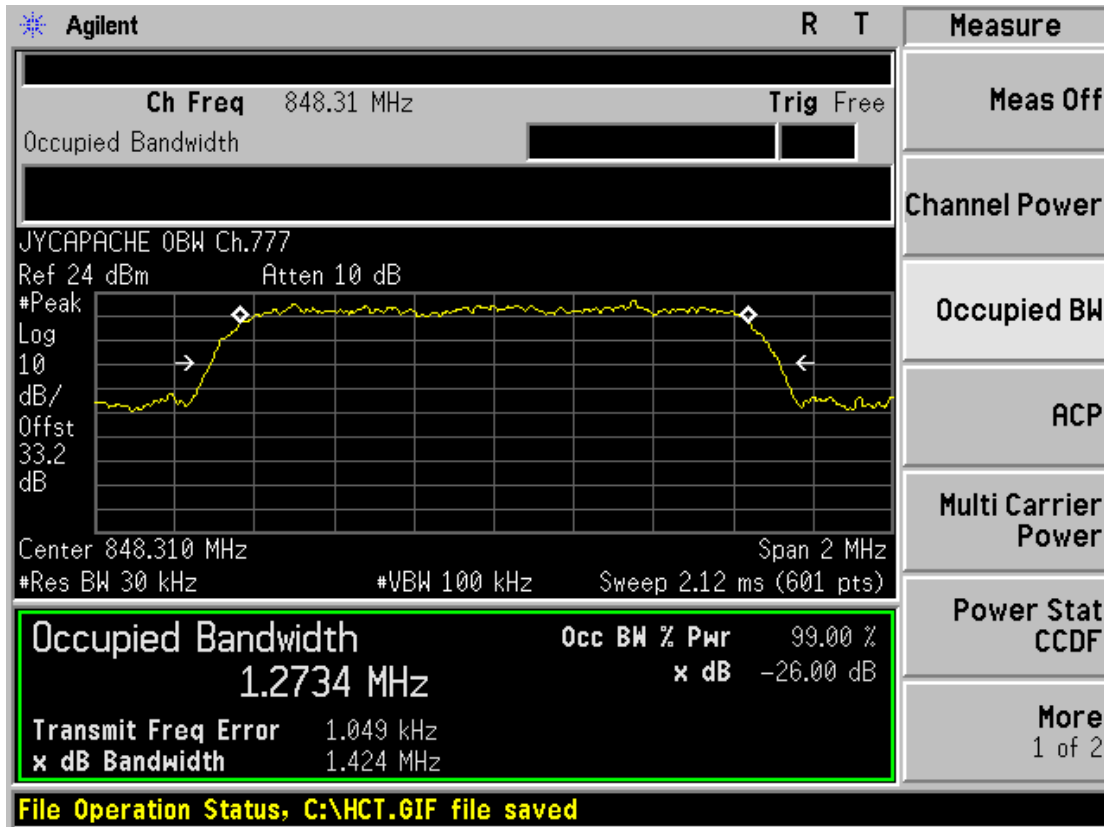 Agilent R T
Ch Freq 848.31 MHz Trig Free
Occupied Bandwidth
JYCAPACHE OBW Ch.777
Ref 24 dBm Atten 10 dB
#Peak
Log
10
dB/
Offst
33.2
dB
Center 848.310 MHz Span 2 MHz
#Res BW 30 kHz #VBW 100 kHz Sweep 2.12 ms (601 pts)
Occupied Bandwidth Occ BW % Pwr 99.00 %
1.2734 MHz x dB -26.00 dB
Transmit Freq Error 1.049 kHz
x dB Bandwidth 1.424 MHz
File Operation Status, C:\HCT.GIF file saved
Measure
Meas Off
Channel Power
Occupied BW
ACP
Multi Carrier
Power
Power Stat
CCDF
More
1 of 2